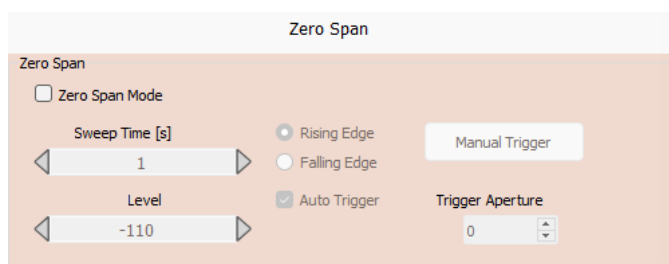 Zero Span
Zero Span
Zero Span Mode
Sweep Time [s]
1
Rising Edge
Falling Edge
Manual Trigger
Level
-110
Auto Trigger
Trigger Aperture
0